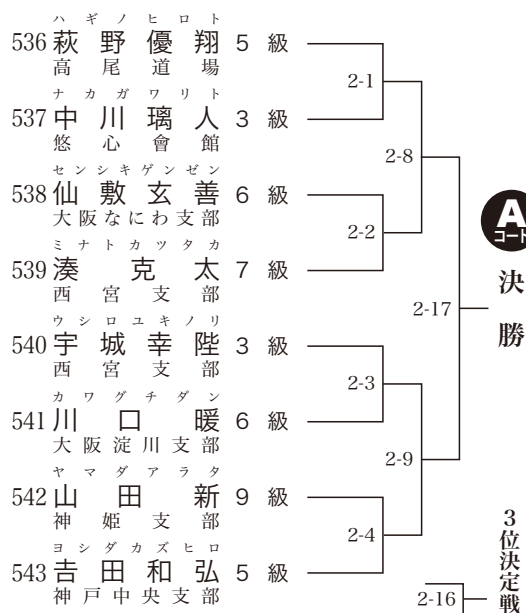 ハギノヒロト
536 萩野優翔 5級
高尾道場
ナカガワリト
537 中川璃人 3級
悠心會館
センシキゲンゼン
538 仙敷玄善 6級
大阪なにわ支部
ミナトカツタカ
539 湊克太 7級
西宮支部
ウシロユキノリ
540 宇城幸陛 3級
西宮支部
カワグチダン
541 川口暖 6級
大阪淀川支部
ヤマダアラタ
542 山田新 9級
神姫支部
ヨシダカズヒロ
543 𠮷田和弘 5級
神戸中央支部
2-1
2-8
2-2
2-17
2-3
2-9
2-4
2-16
A
コート
決勝
3位決定戦